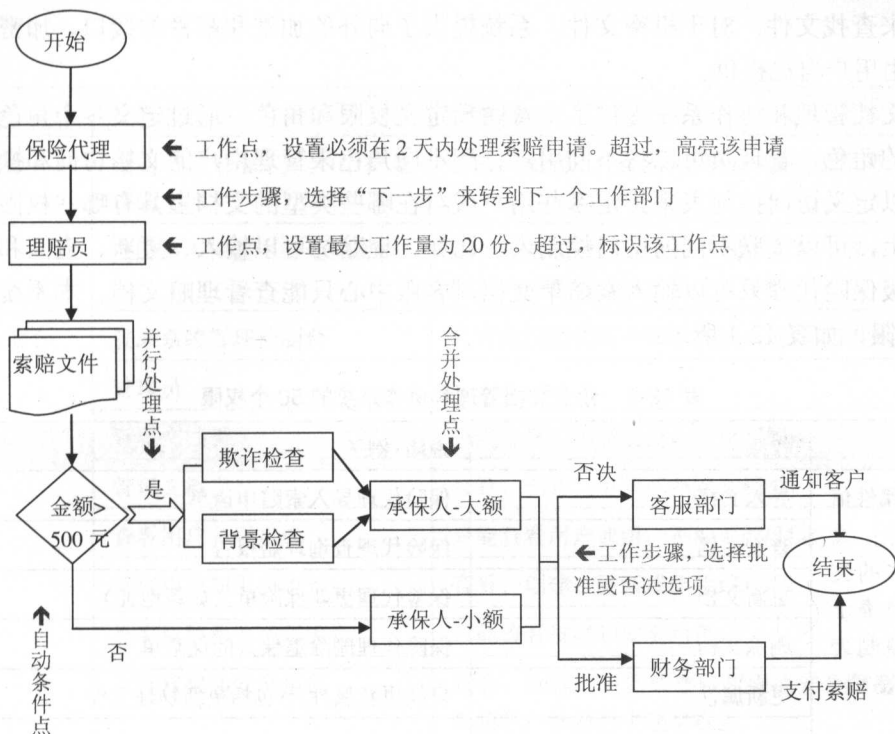 开始
保险代理
← 工作点，设置必须在 2 天内处理索赔申请。超过，高亮该申请
← 工作步骤，选择“下一步”来转到下一个工作部门
理赔员
← 工作点，设置最大工作量为 20 份。超过，标识该工作点
索赔文件
并行处理点
合并处理点
金额>
500 元
是
否
自动条件点
欺诈检查
背景检查
承保人-大额
承保人-小额
否决
客服部门
通知客户
← 工作步骤，选择批
准或否决选项
结束
批准
财务部门
支付索赔